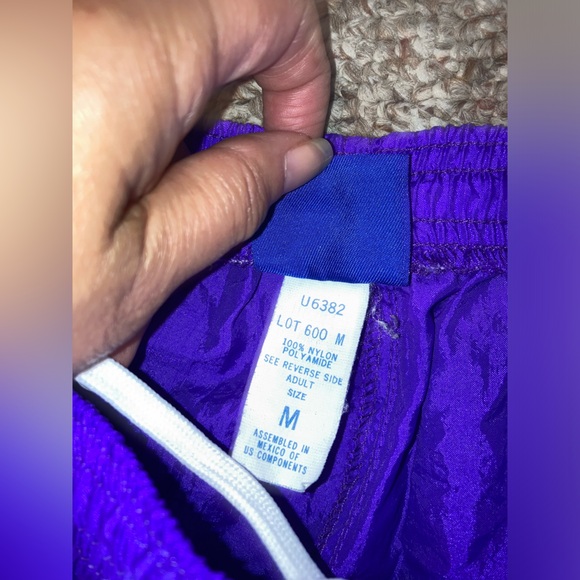 U6382
LOT 600 M
100% NYLON
POLYAMIDE
SEE REVERSE SIDE
ADULT
SIZE
M
ASSEMBLED IN
MEXICO OF
US COMPONENTS